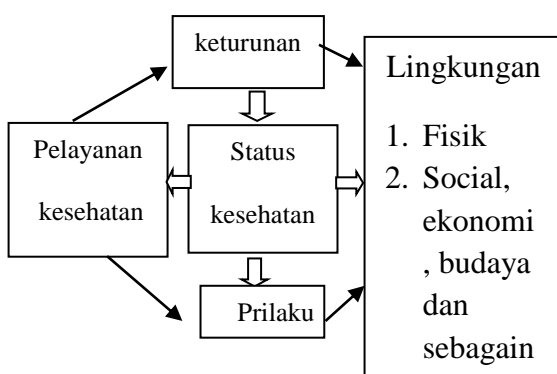 keturunan
Pelayanan
kesehatan
Status
kesehatan
Prilaku
Lingkungan
1. Fisik
2. Social,
ekonomi
, budaya
dan
sebagain